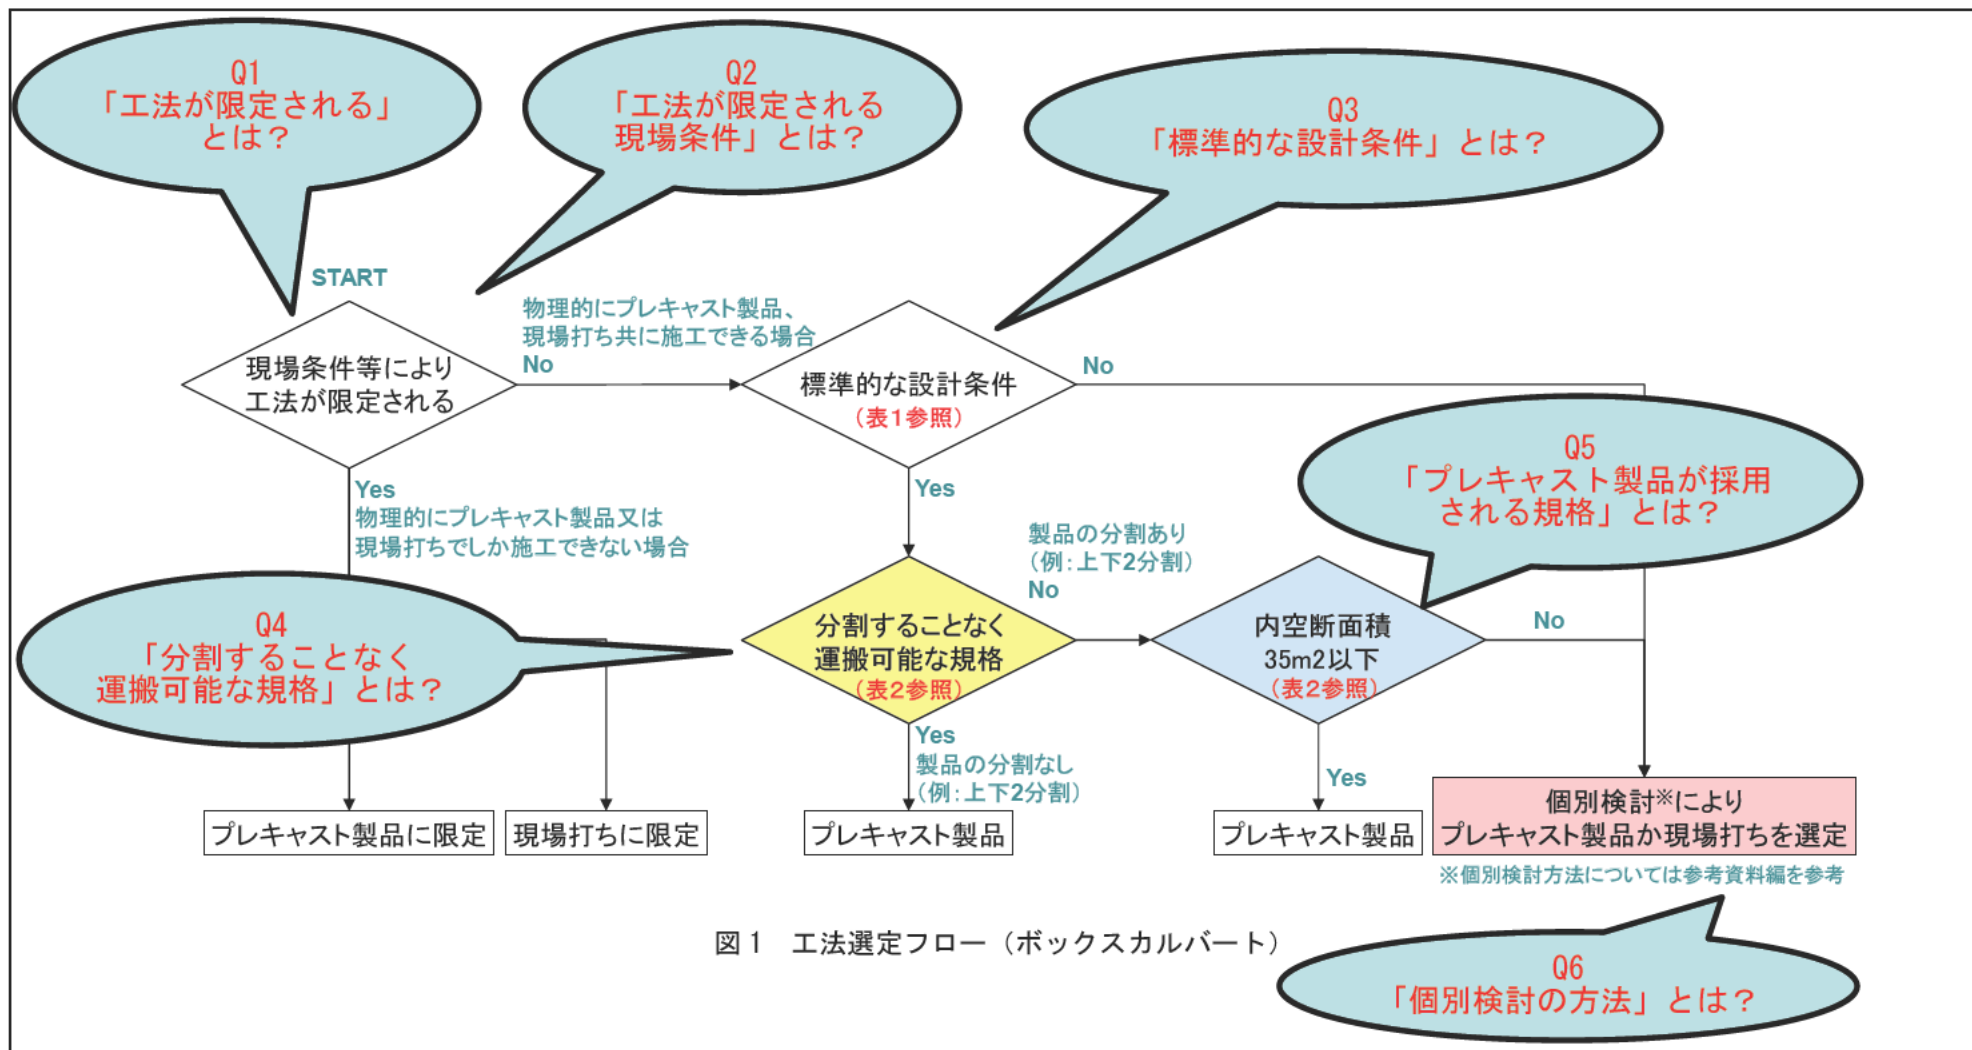 Q1
「工法が限定される」
とは？
Q2
「工法が限定される
現場条件」とは？
Q3
「標準的な設計条件」とは？
START
物理的にプレキャスト製品、
現場打ち共に施工できる場合
No
現場条件等により
工法が限定される
標準的な設計条件
（表１参照）
No
Yes
物理的にプレキャスト製品又は
現場打ちでしか施工できない場合
Yes
Q5
「プレキャスト製品が採用
される規格」とは？
製品の分割あり
（例：上下2分割）
No
Q4
「分割することなく
運搬可能な規格」とは？
分割することなく
運搬可能な規格
（表２参照）
内空断面積
35m2以下
（表２参照）
No
Yes
製品の分割なし
（例：上下2分割）
Yes
プレキャスト製品に限定
現場打ちに限定
プレキャスト製品
プレキャスト製品
個別検討※により
プレキャスト製品か現場打ちを選定
※個別検討方法については参考資料編を参考
図１　工法選定フロー（ボックスカルバート）
Q6
「個別検討の方法」とは？